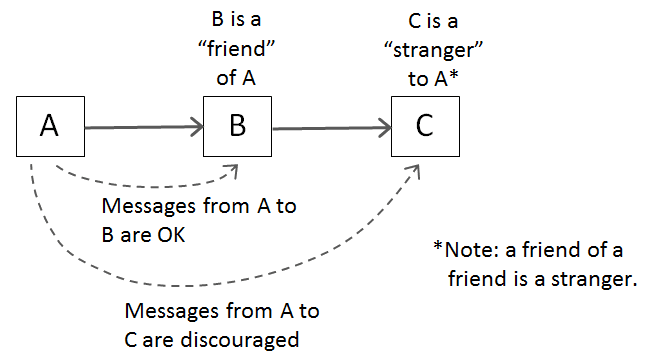 B is a
“friend”
of A
C is a
“stranger”
to A*
A
B
C
Messages from A to
B are OK
*Note: a friend of a
friend is a stranger.
Messages from A to
C are discouraged